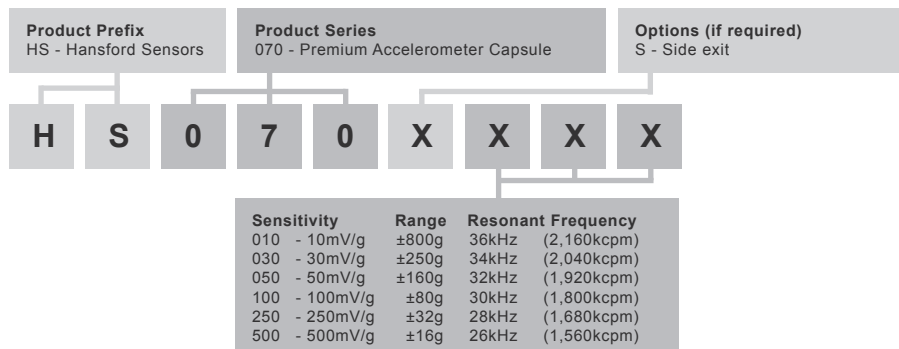 Product Prefix
HS - Hansford Sensors
Product Series
070 - Premium Accelerometer Capsule
Options (if required)
S - Side exit
H S 0 7 0 X X X X
Sensitivity Range Resonant Frequency
010 - 10mV/g ±800g 36kHz (2,160kcpm)
030 - 30mV/g ±250g 34kHz (2,040kcpm)
050 - 50mV/g ±160g 32kHz (1,920kcpm)
100 - 100mV/g ±80g 30kHz (1,800kcpm)
250 - 250mV/g ±32g 28kHz (1,680kcpm)
500 - 500mV/g ±16g 26kHz (1,560kcpm)